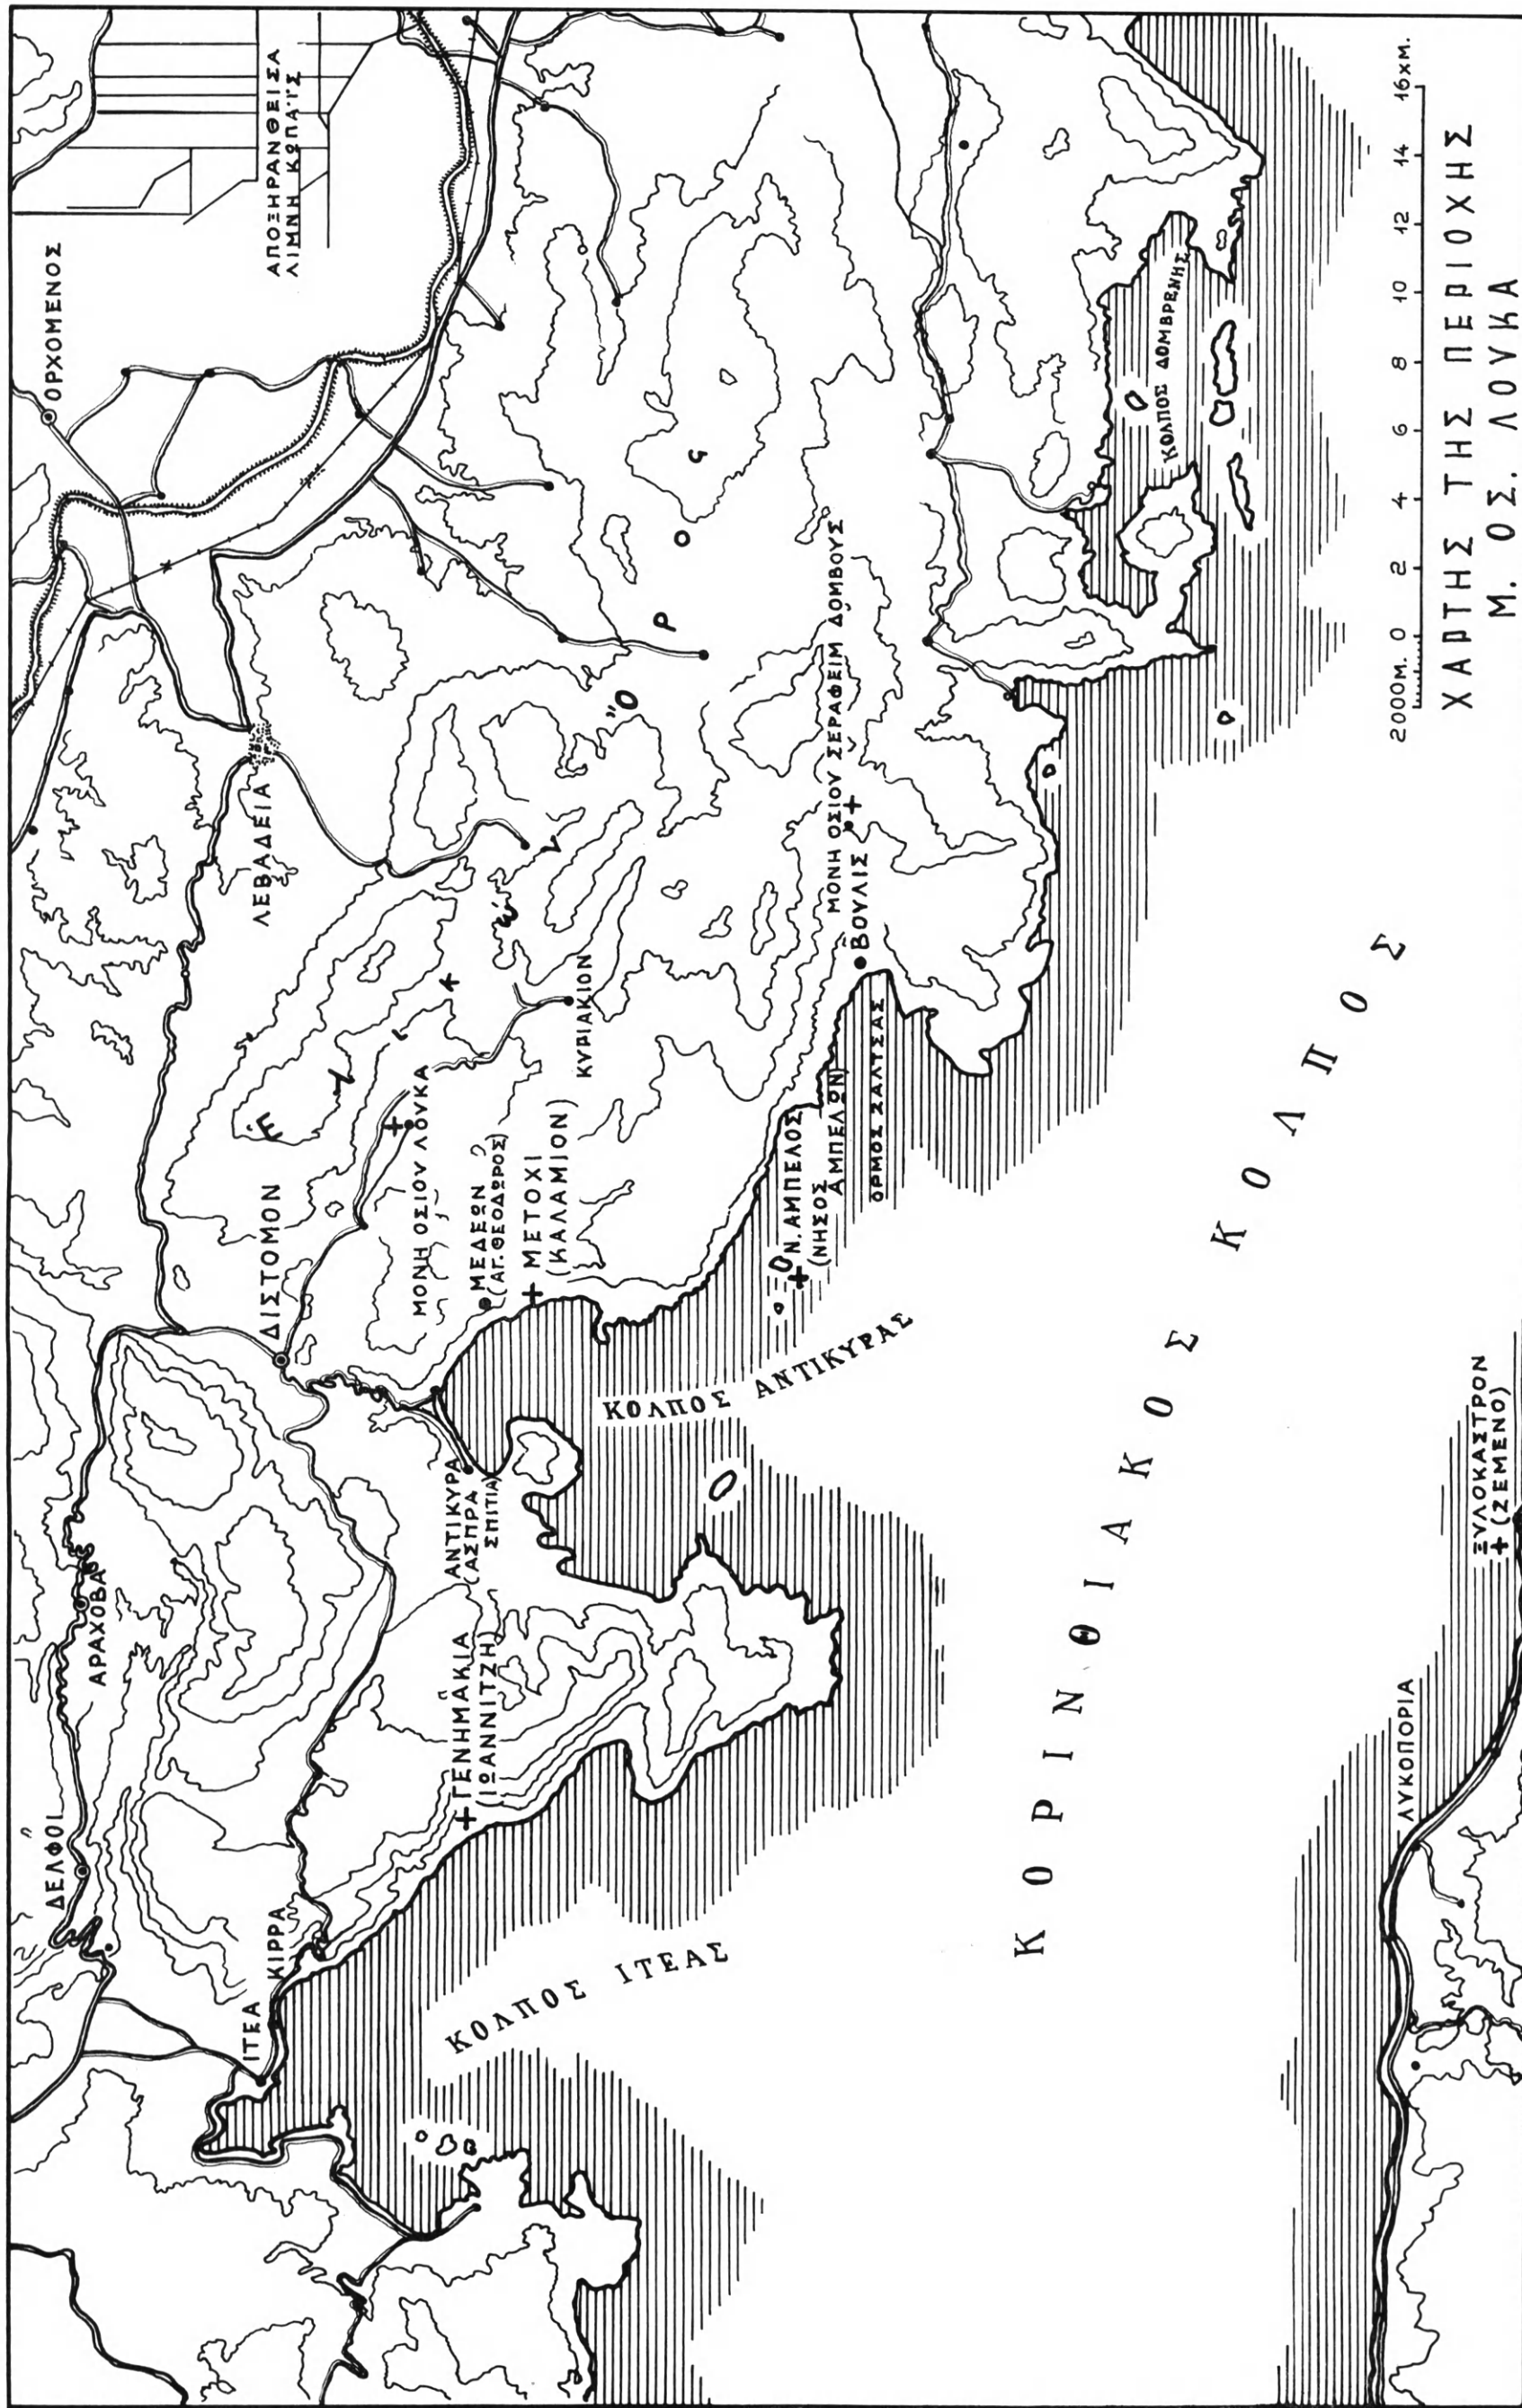 ΟΡΧΟΜΕΝΟΣ
ΑΠΟΞΗΡΑΝΘΕΙΣΑ
ΛΙΜΝΗ ΚΩΠΑΪΣ
ΔΕΛΦΟΙ
ΑΡΑΧΟΒΑ
ΛΕΒΑΔΕΙΑ
ΔΙΣΤΟΜΟΝ
ΙΤΕΑ
ΚΙΡΡΑ
ΜΟΝΗ ΟΣΙΟΥ ΛΟΥΚΑ
ΜΕΔΕΩΝ ?
(ΑΓ. ΘΕΟΔΩΡΟΣ)
ΜΕΤΟΧΙ
(ΚΑΛΑΜΙΟΝ)
ΚΥΡΙΑΚΙΟΝ
ΑΝΤΙΚΥΡΑ
(ΑΣΠΡΑ
ΣΠΙΤΙΑ)
ΓΕΝΗΜΑΚΙΑ
(ΙΩΑΝΝΙΤΖΗ)
ΚΟΛΠΟΣ ΙΤΕΑΣ
ΚΟΛΠΟΣ ΑΝΤΙΚΥΡΑΣ
Ν. ΑΜΠΕΛΟΣ
(ΝΗΣΟΣ
ΑΜΠΕΛΩΝ)
ΟΡΜΟΣ ΖΑΛΤΣΑΣ
ΒΟΥΛΙΣ
ΜΟΝΗ ΟΣΙΟΥ ΣΕΡΑΦΕΙΜ ΔΟΜΒΟΥΣ
ΚΟΛΠΟΣ ΔΟΜΒΡΕΝΗΣ
ΚΟΡΙΝΘΙΑΚΟΣ ΚΟΛΠΟΣ
ΛΥΚΟΠΟΡΙΑ
ΞΥΛΟΚΑΣΤΡΟΝ
(ΖΕΜΕΝΟ)
2000Μ. 0 2 4 6 8 10 12 14 16ΧΜ.
ΧΑΡΤΗΣ ΤΗΣ ΠΕΡΙΟΧΗΣ
Μ. ΟΣ. ΛΟΥΚΑ